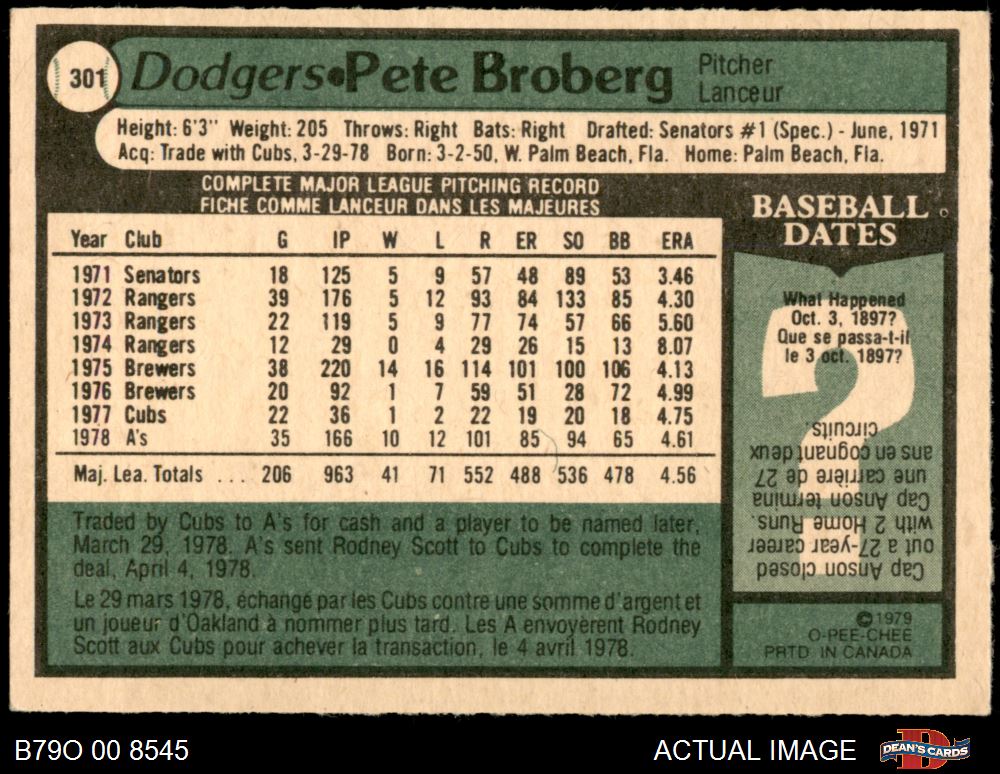 301 Dodgers•Pete Broberg Pitcher
Lanceur
Height: 6'3" Weight: 205 Throws: Right Bats: Right Drafted: Senators #1 (Spec.) - June, 1971
Acq: Trade with Cubs, 3-29-78 Born: 3-2-50, W. Palm Beach, Fla. Home: Palm Beach, Fla.
COMPLETE MAJOR LEAGUE PITCHING RECORD
FICHE COMME LANCEUR DANS LES MAJEURES
Year Club G IP W L R ER SO BB ERA
1971 Senators 18 125 5 9 57 48 89 53 3.46
1972 Rangers 39 176 5 12 93 84 133 85 4.30
1973 Rangers 22 119 5 9 77 74 57 66 5.60
1974 Rangers 12 29 0 4 29 26 15 13 8.07
1975 Brewers 38 220 14 16 114 101 100 106 4.13
1976 Brewers 20 92 1 7 59 51 28 72 4.99
1977 Cubs 22 36 1 2 22 19 20 18 4.75
1978 A's 35 166 10 12 101 85 94 65 4.61
Maj. Lea. Totals ... 206 963 41 71 552 488 536 478 4.56
Traded by Cubs to A's for cash and a player to be named later,
March 29, 1978. A's sent Rodney Scott to Cubs to complete the
deal, April 4, 1978.
Le 29 mars 1978, échangé par les Cubs contre une somme d'argent et
un joueur d'Oakland à nommer plus tard. Les A envoyèrent Rodney
Scott aux Cubs pour achever la transaction, le 4 avril 1978.
BASEBALL
DATES
What Happened
Oct. 3, 1897?
Que se passa-t-il
le 3 oct. 1897?
Cap Anson closed
out a 27-year career
with 2 Home Runs.
Cap Anson termina
une carrière de 27
ans en cognant deux
circuits.
©1979
O-PEE-CHEE
PRTD IN CANADA
B79O 00 8545
ACTUAL IMAGE
DEAN'S CARDS